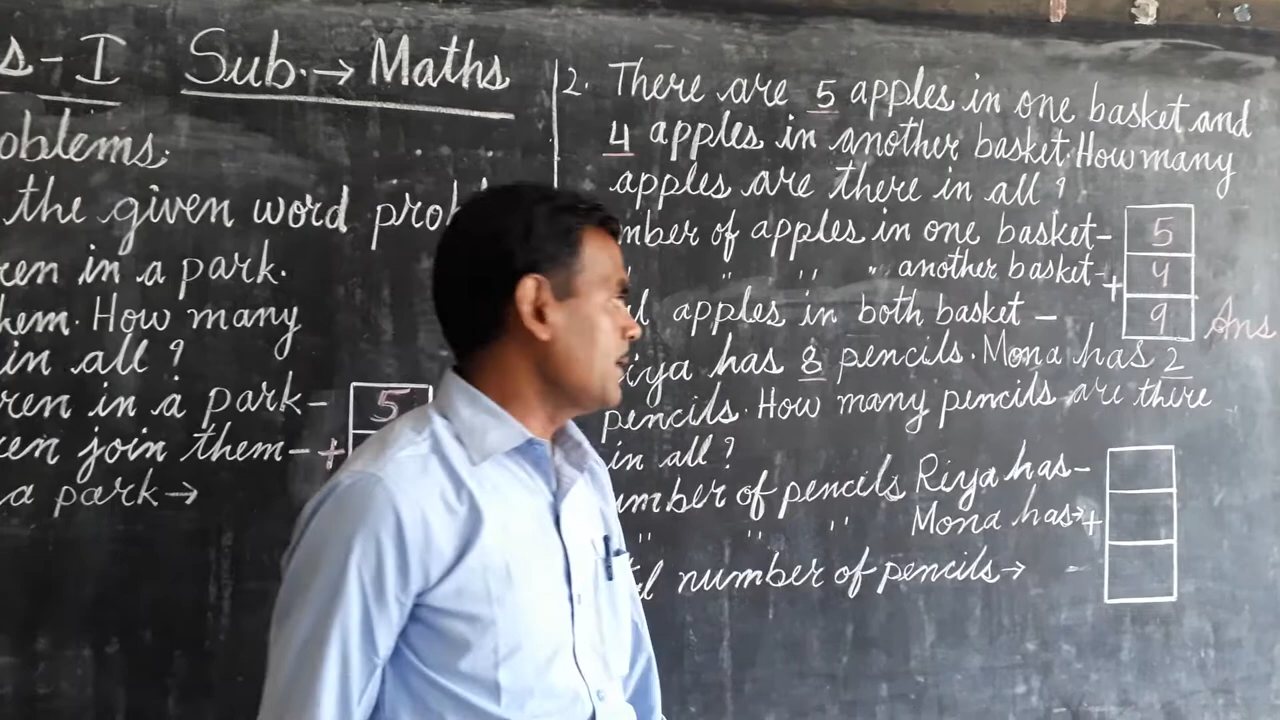 s-I Sub.→ Maths
oblems:
the given word prob
ren in a park.
hem. How many
in all ?
ren in a park- 5
en join them- +
a park →
2. There are 5 apples in one basket and
4 apples in another basket. How many
apples are there in all ?
mber of apples in one basket- 5
" " " another basket- + 4
al apples in both basket - 9 Ans
iya has 8 pencils. Mona has 2
pencils. How many pencils are there
in all ?
umber of pencils Riya has-
" " " Mona has→ +
al number of pencils →